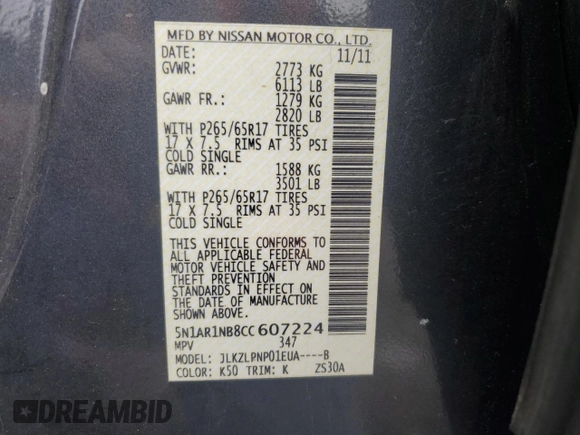 MFD BY NISSAN MOTOR CO., LTD.
DATE: 11/11
GVWR: 2773 KG
6113 LB
GAWR FR.: 1279 KG
2820 LB
WITH P265/65R17 TIRES
17 X 7.5 RIMS AT 35 PSI
COLD SINGLE
GAWR RR.: 1588 KG
3501 LB
WITH P265/65R17 TIRES
17 X 7.5 RIMS AT 35 PSI
COLD SINGLE
THIS VEHICLE CONFORMS TO
ALL APPLICABLE FEDERAL
MOTOR VEHICLE SAFETY AND
THEFT PREVENTION
STANDARDS IN EFFECT ON
THE DATE OF MANUFACTURE
SHOWN ABOVE.
5N1AR1NB8CC607224
MPV 347
MODEL: JLKZLPNP01EUA----B
COLOR: K50 TRIM: K ZS30A
DREAMBID